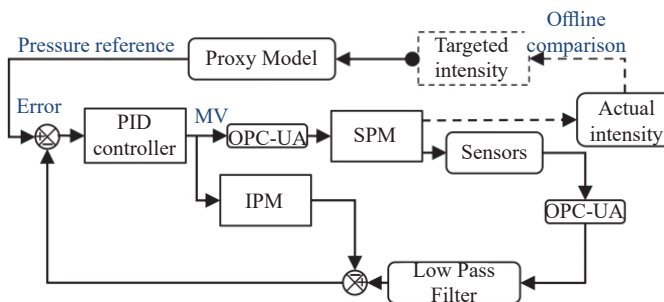 Offline
comparison
Pressure reference
Proxy Model
Targeted
intensity
Error
PID
controller
MV
OPC-UA
SPM
Actual
intensity
Sensors
IPM
OPC-UA
Low Pass
Filter